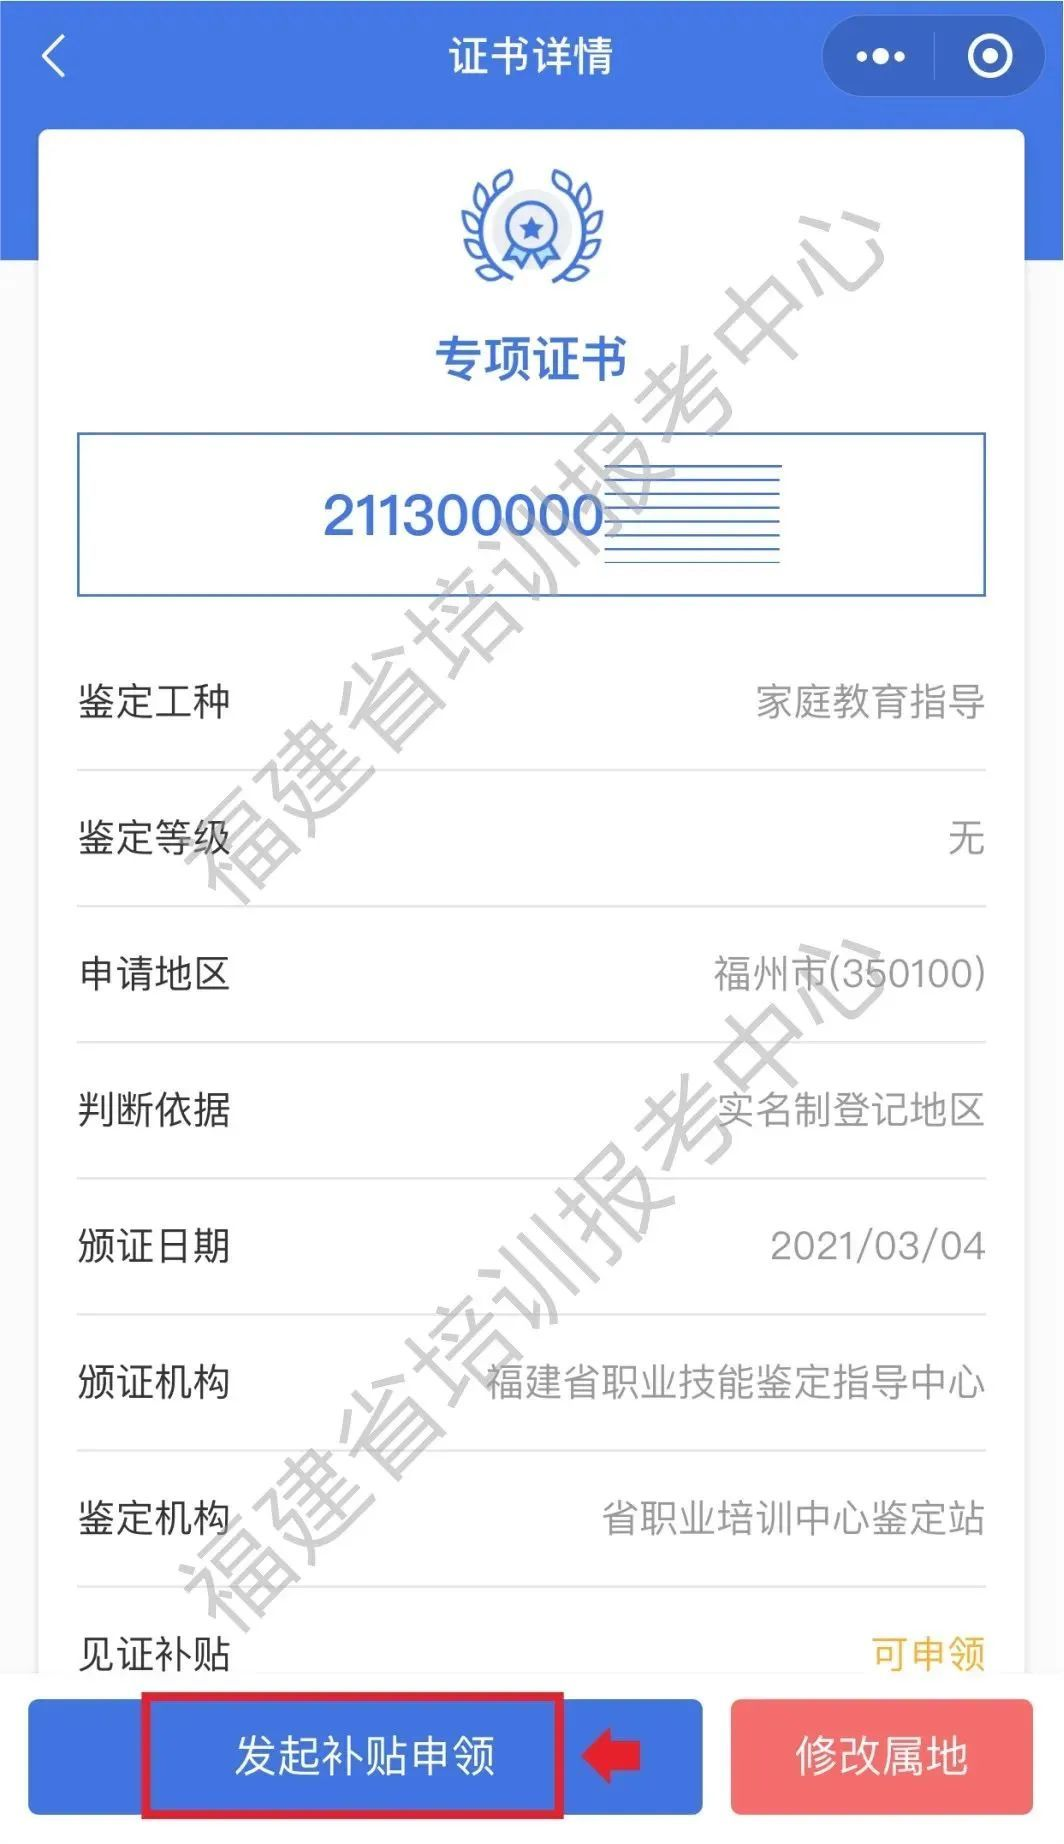 证书详情
专项证书
211300000
鉴定工种 家庭教育指导
鉴定等级 无
申请地区 福州市(350100)
判断依据 实名制登记地区
颁证日期 2021/03/04
颁证机构 福建省职业技能鉴定指导中心
鉴定机构 省职业培训中心鉴定站
见证补贴 可申领
发起补贴申领 修改属地
福建省培训报考中心
福建省培训报考中心